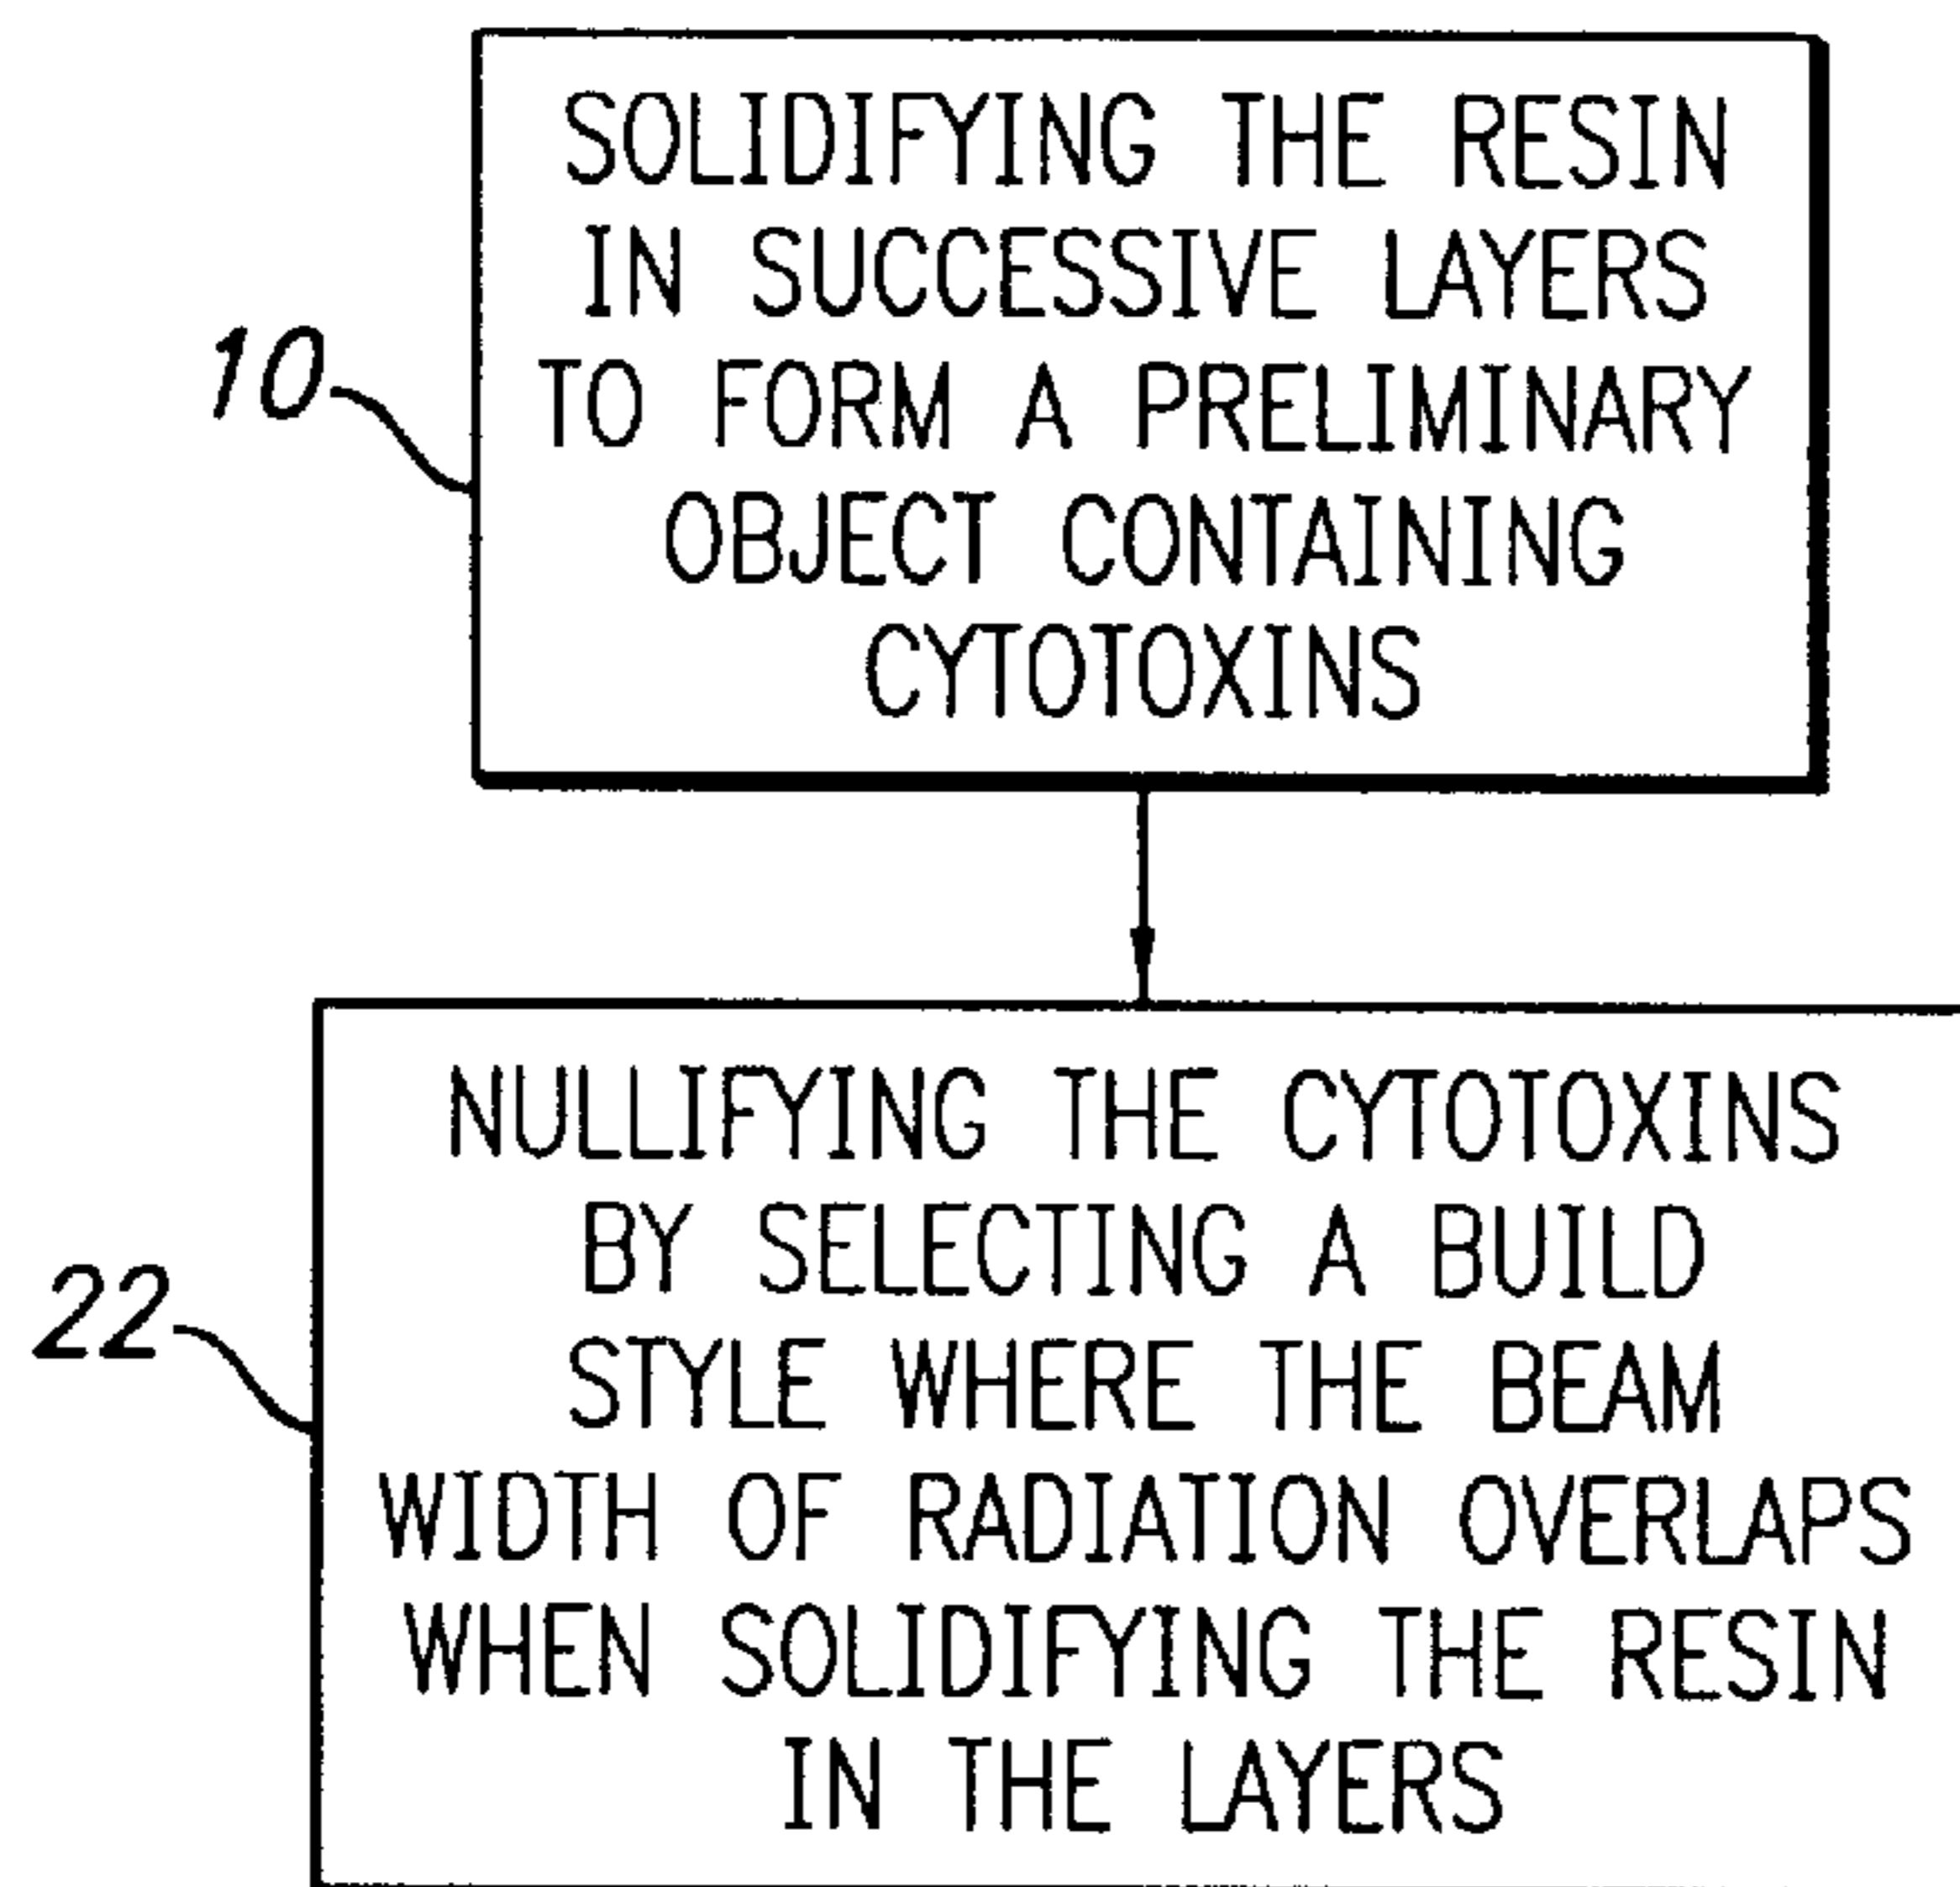 SOLIDIFYING THE RESIN
IN SUCCESSIVE LAYERS
TO FORM A PRELIMINARY
OBJECT CONTAINING
CYTOTOXINS
10
NULLIFYING THE CYTOTOXINS
BY SELECTING A BUILD
STYLE WHERE THE BEAM
WIDTH OF RADIATION OVERLAPS
WHEN SOLIDIFYING THE RESIN
IN THE LAYERS
22